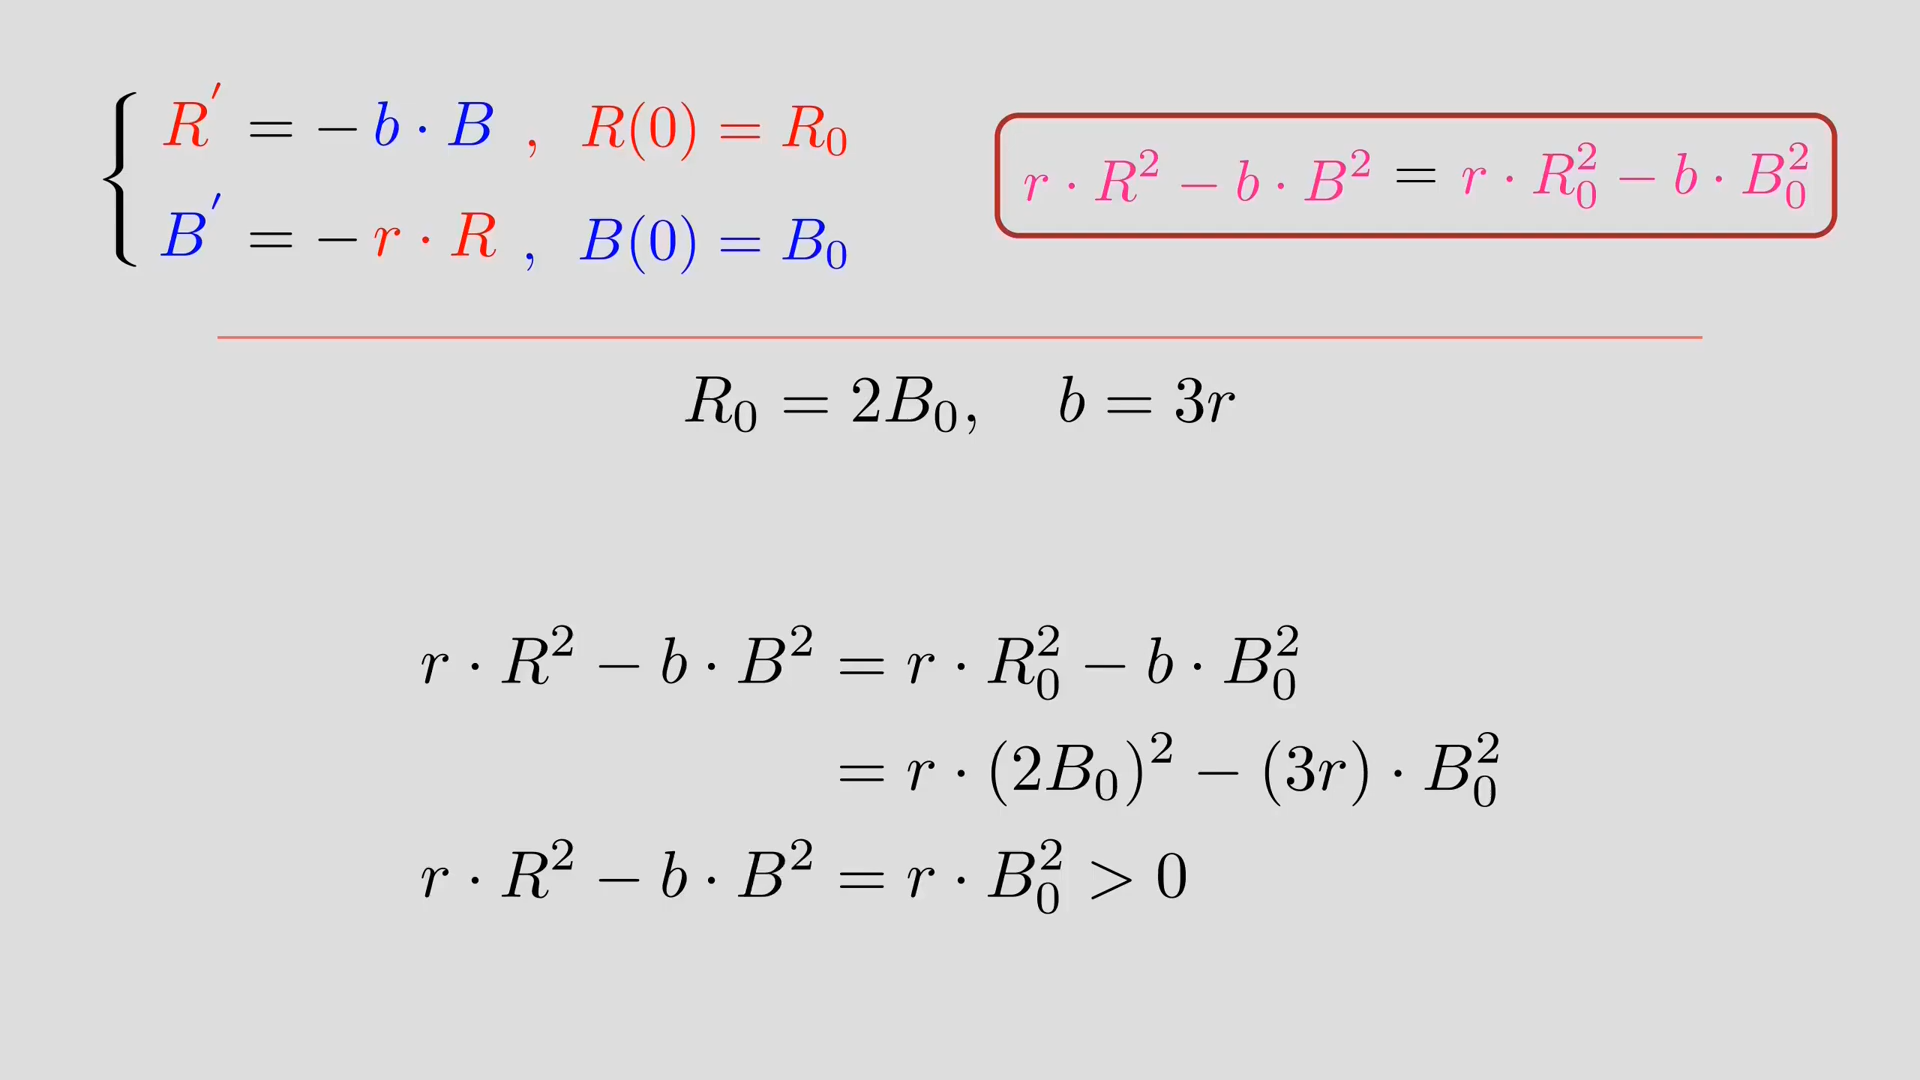 R′ = − b · B , R(0) = R₀
B′ = − r · R , B(0) = B₀
r · R² − b · B² = r · R₀² − b · B₀²
R₀ = 2B₀, b = 3r
r · R² − b · B² = r · R₀² − b · B₀²
= r · (2B₀)² − (3r) · B₀²
r · R² − b · B² = r · B₀² > 0